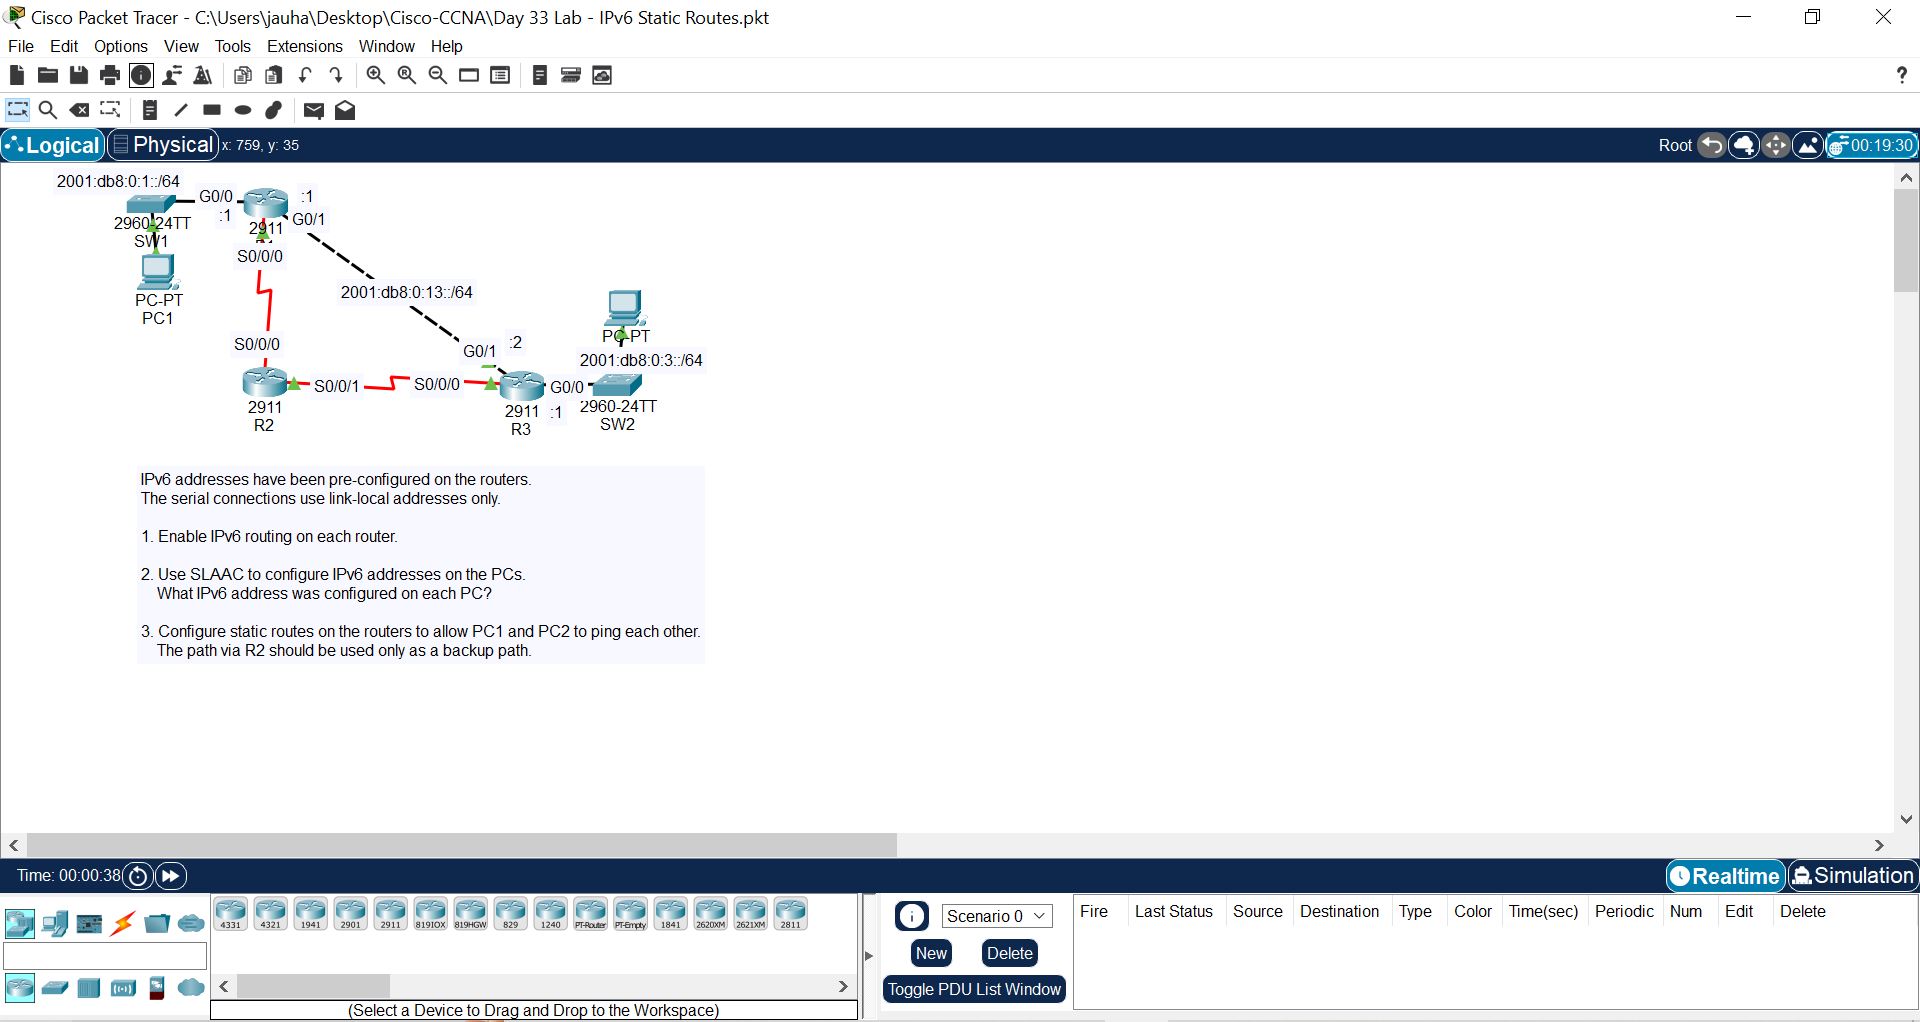 Cisco Packet Tracer - C:\Users\jauha\Desktop\Cisco-CCNA\Day 33 Lab - IPv6 Static Routes.pkt
File Edit Options View Tools Extensions Window Help
?
Logical Physical x: 759, y: 35 Root 00:19:30
2001:db8:0:1::/64
G0/0 :1
:1 G0/1
2960-24TT 2911
SW1
S0/0/0
PC-PT
PC1
2001:db8:0:13::/64
S0/0/0
G0/1 :2
PC-PT
2001:db8:0:3::/64
S0/0/1 S0/0/0 G0/0
2911
R2
2911 :1
R3
2960-24TT
SW2
IPv6 addresses have been pre-configured on the routers.
The serial connections use link-local addresses only.
1. Enable IPv6 routing on each router.
2. Use SLAAC to configure IPv6 addresses on the PCs.
What IPv6 address was configured on each PC?
3. Configure static routes on the routers to allow PC1 and PC2 to ping each other.
The path via R2 should be used only as a backup path.
Time: 00:00:38 Realtime Simulation
4331 4321 1941 2901 2911 819IOX 819HGW 829 1240 PT-Router PT-Empty 1841 2620XM 2621XM 2811
Scenario 0
New Delete
Toggle PDU List Window
Fire Last Status Source Destination Type Color Time(sec) Periodic Num Edit Delete
(Select a Device to Drag and Drop to the Workspace)